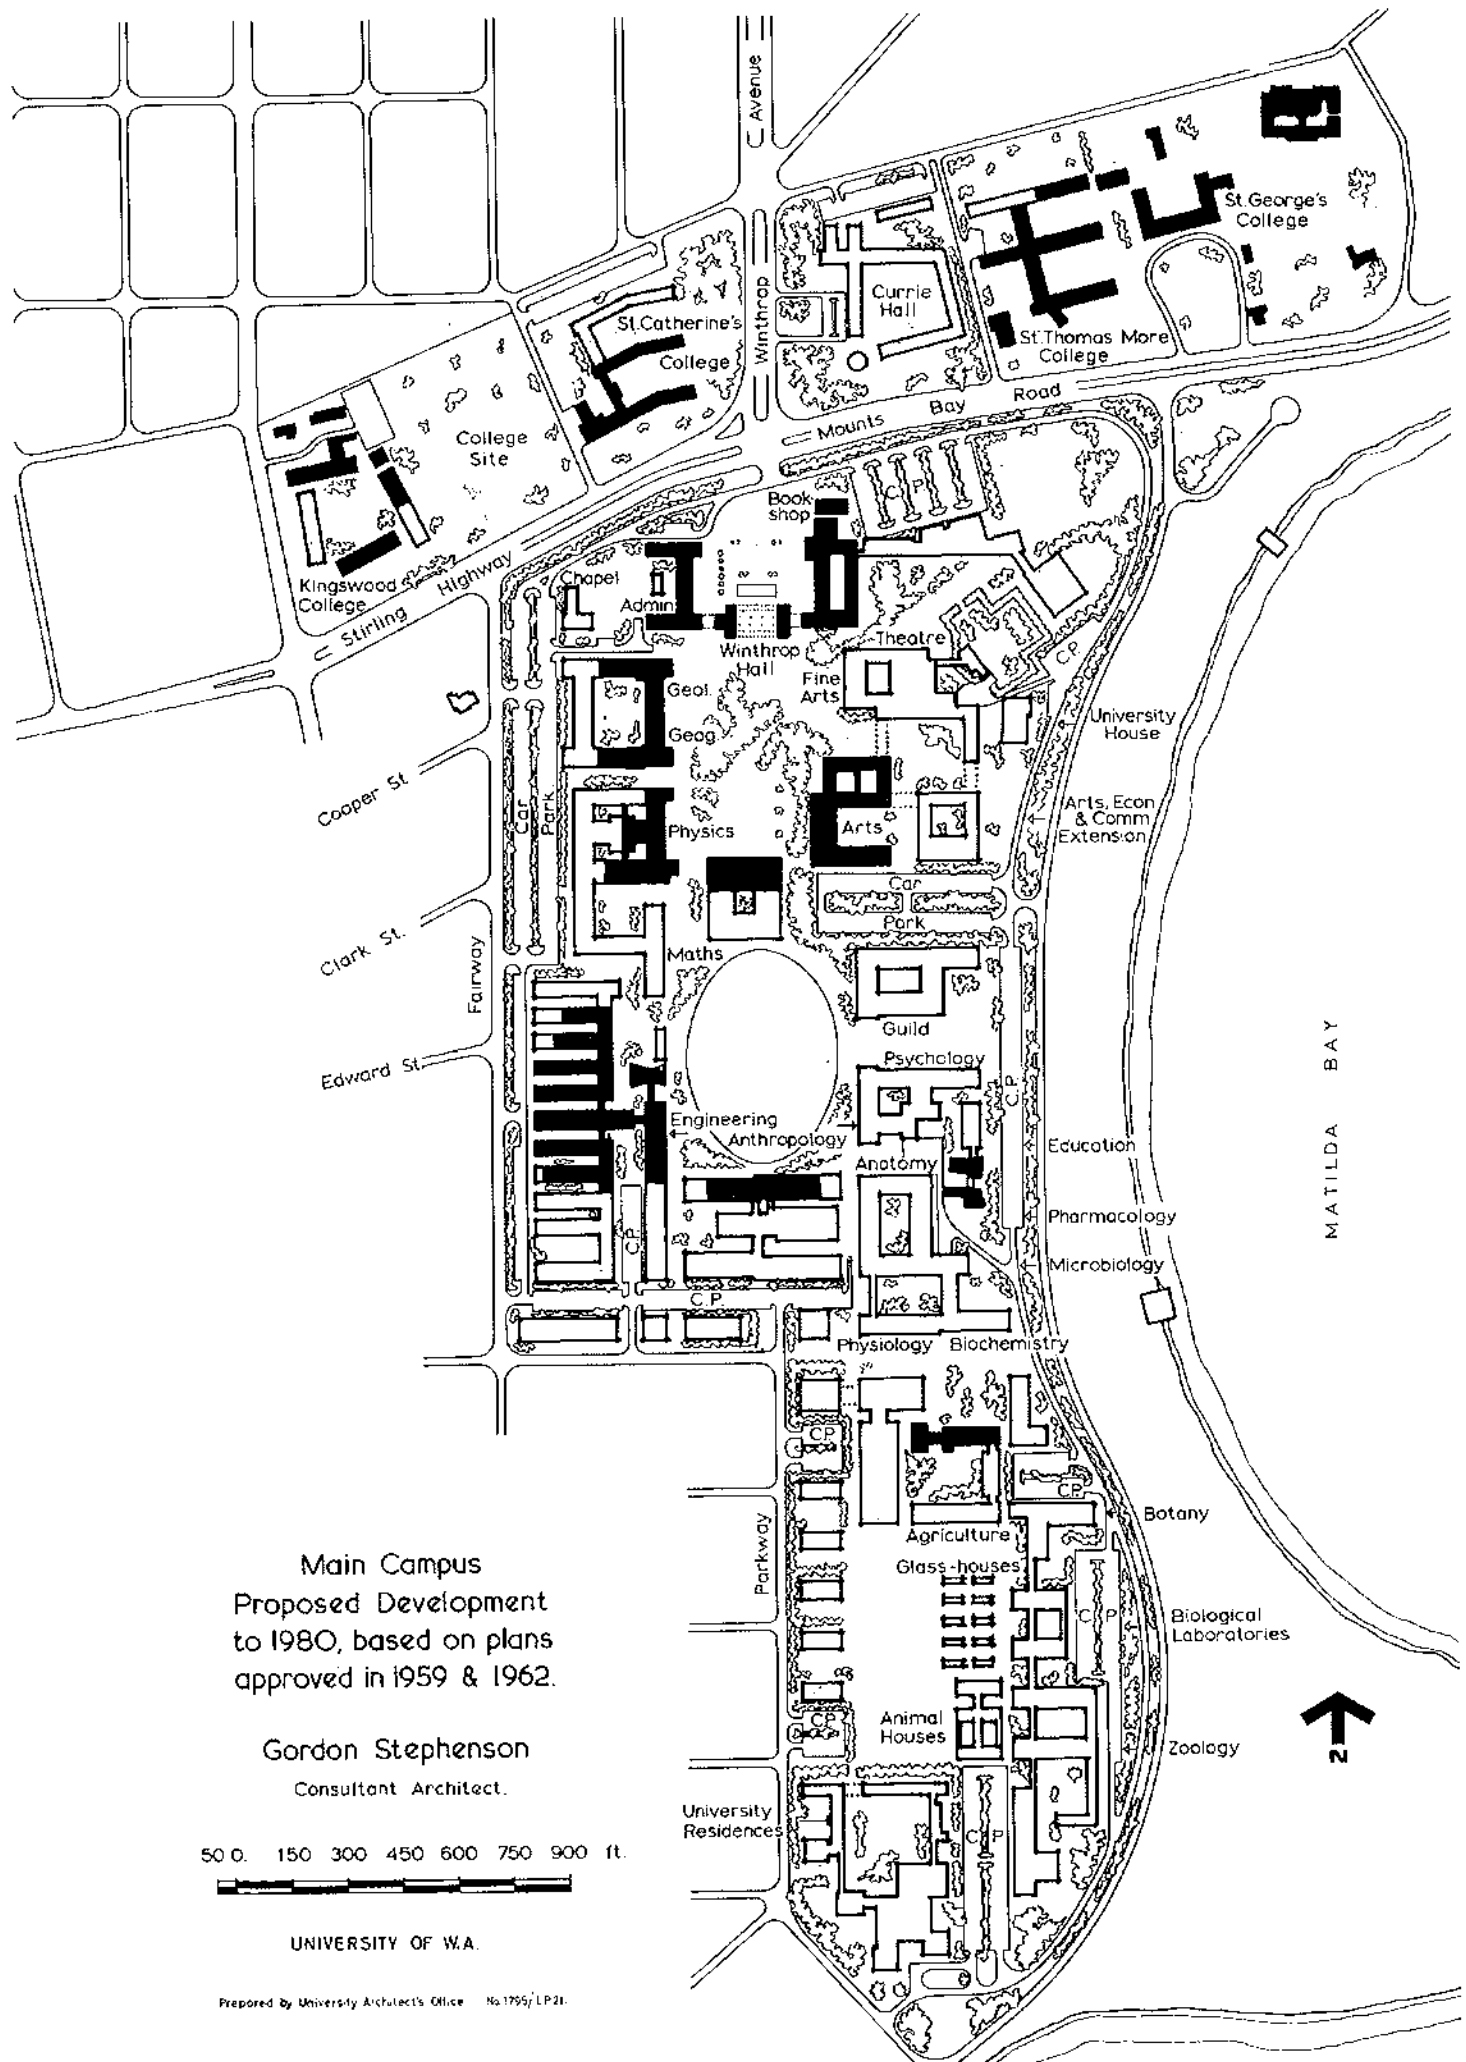 Avenue
St. George's
College
Winthrop
Currie
Hall
St. Catherine's
College
St. Thomas More
College
Mounts Bay Road
College
Site
C.P.
Book
shop
Kingswood
College
Stirling Highway
Chapel
Admin
Winthrop
Hall
Theatre
C.P.
Fine
Arts
Geol.
Geog.
University
House
Cooper St
Car Park
Physics
Arts
Arts, Econ
& Comm
Extension
Car
Park
Clark St.
Fairway
Maths
Guild
Psychology
Edward St.
C.P.
MATILDA BAY
Engineering
Anthropology
Education
Anatomy
Pharmacology
C.P.
Microbiology
C.P.
Physiology
Biochemistry
C.P.
C.P.
Botany
Agriculture
Parkway
Glass-houses
C.P.
Biological
Laboratories
Animal
Houses
C.P.
Zoology
University
Residences
C.P.
Main Campus
Proposed Development
to 1980, based on plans
approved in 1959 & 1962.
Gordon Stephenson
Consultant Architect.
50 0. 150 300 450 600 750 900 ft.
UNIVERSITY OF W.A.
Prepared by University Architect's Office No. 1795/LP21.
N